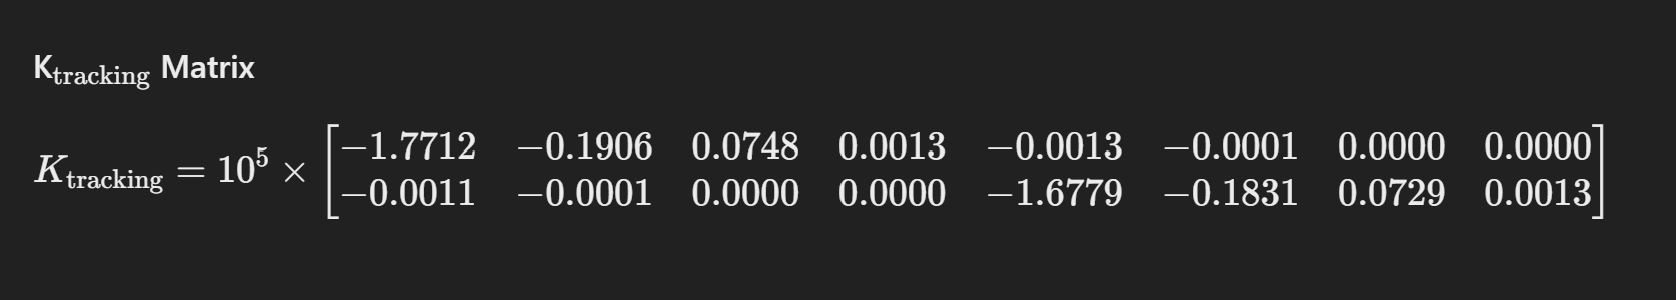 K_tracking Matrix
K_tracking = 10^5 × [−1.7712 −0.1906 0.0748 0.0013 −0.0013 −0.0001 0.0000 0.0000
−0.0011 −0.0001 0.0000 0.0000 −1.6779 −0.1831 0.0729 0.0013]